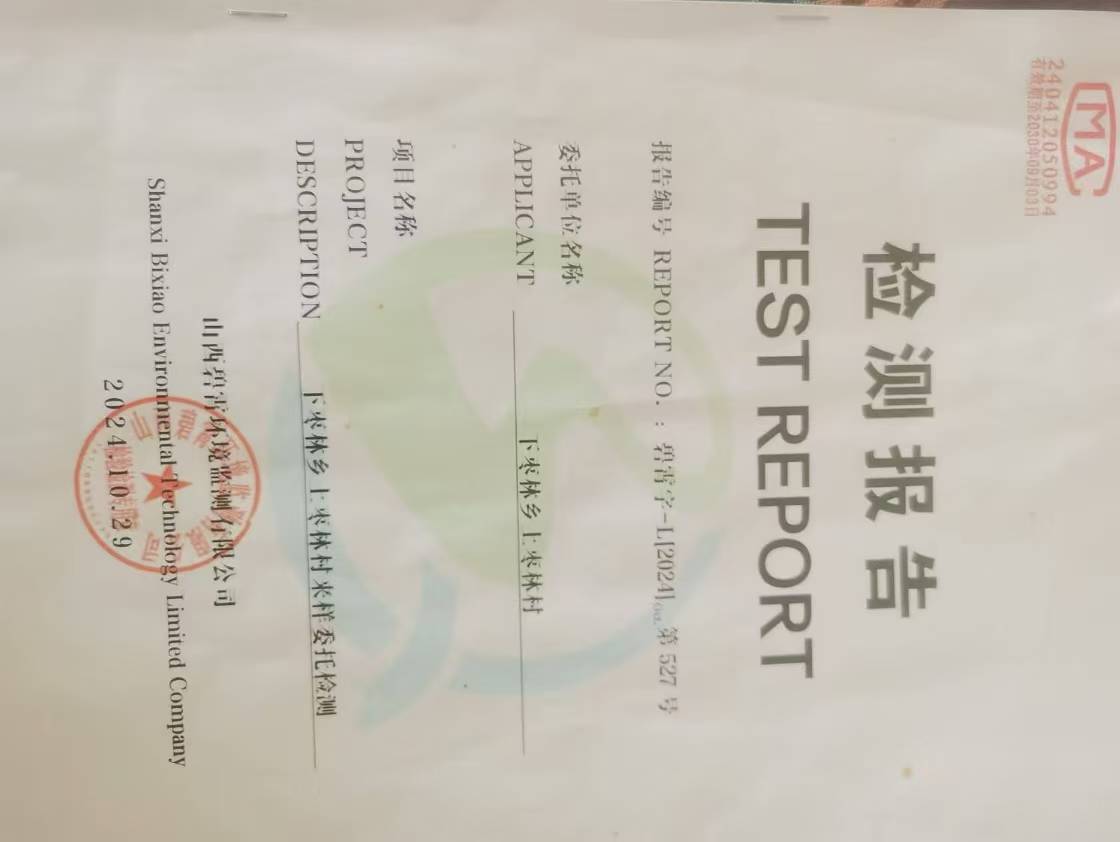 MA
240412050994
有效期至2030年09月03日
检测报告
TEST REPORT
报告编号 REPORT NO.：碧霄字-L[2024]第527号
委托单位名称
APPLICANT 下枣林乡上枣林村
项目名称
PROJECT
DESCRIPTION 下枣林乡上枣林村来样委托检测
山西碧霄环境监测有限公司
Shanxi Bixiao Environmental Technology Limited Company
2024.10.29